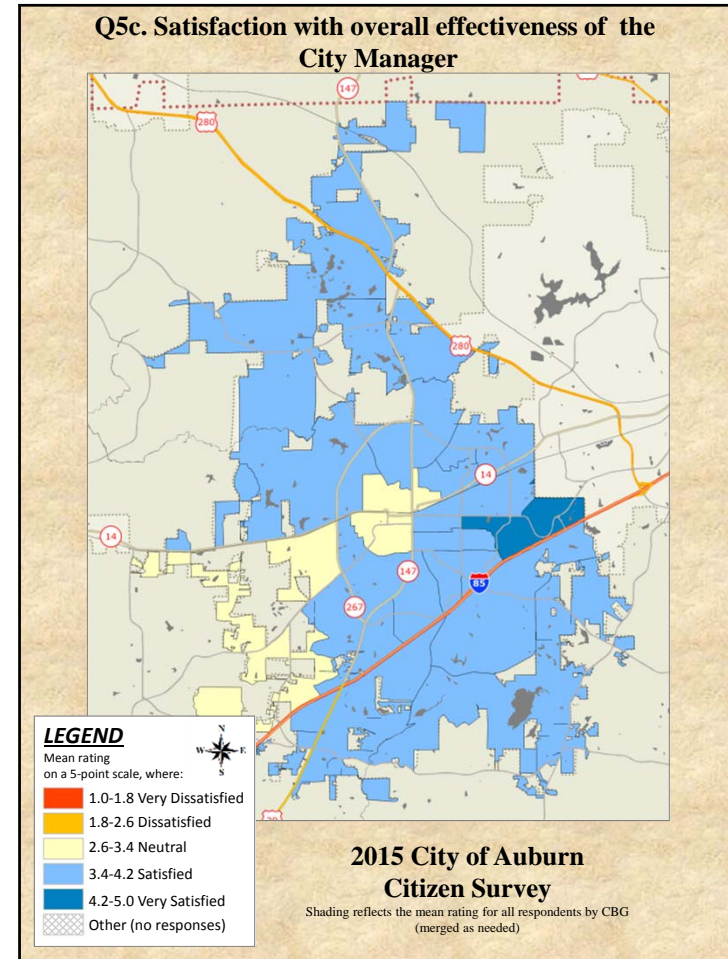 Q5c. Satisfaction with overall effectiveness of the
City Manager
147
280
280
14
14
147
85
267
LEGEND
Mean rating
on a 5-point scale, where:
N
W E
S
1.0-1.8 Very Dissatisfied
1.8-2.6 Dissatisfied
2.6-3.4 Neutral
3.4-4.2 Satisfied
4.2-5.0 Very Satisfied
Other (no responses)
2015 City of Auburn
Citizen Survey
Shading reflects the mean rating for all respondents by CBG
(merged as needed)